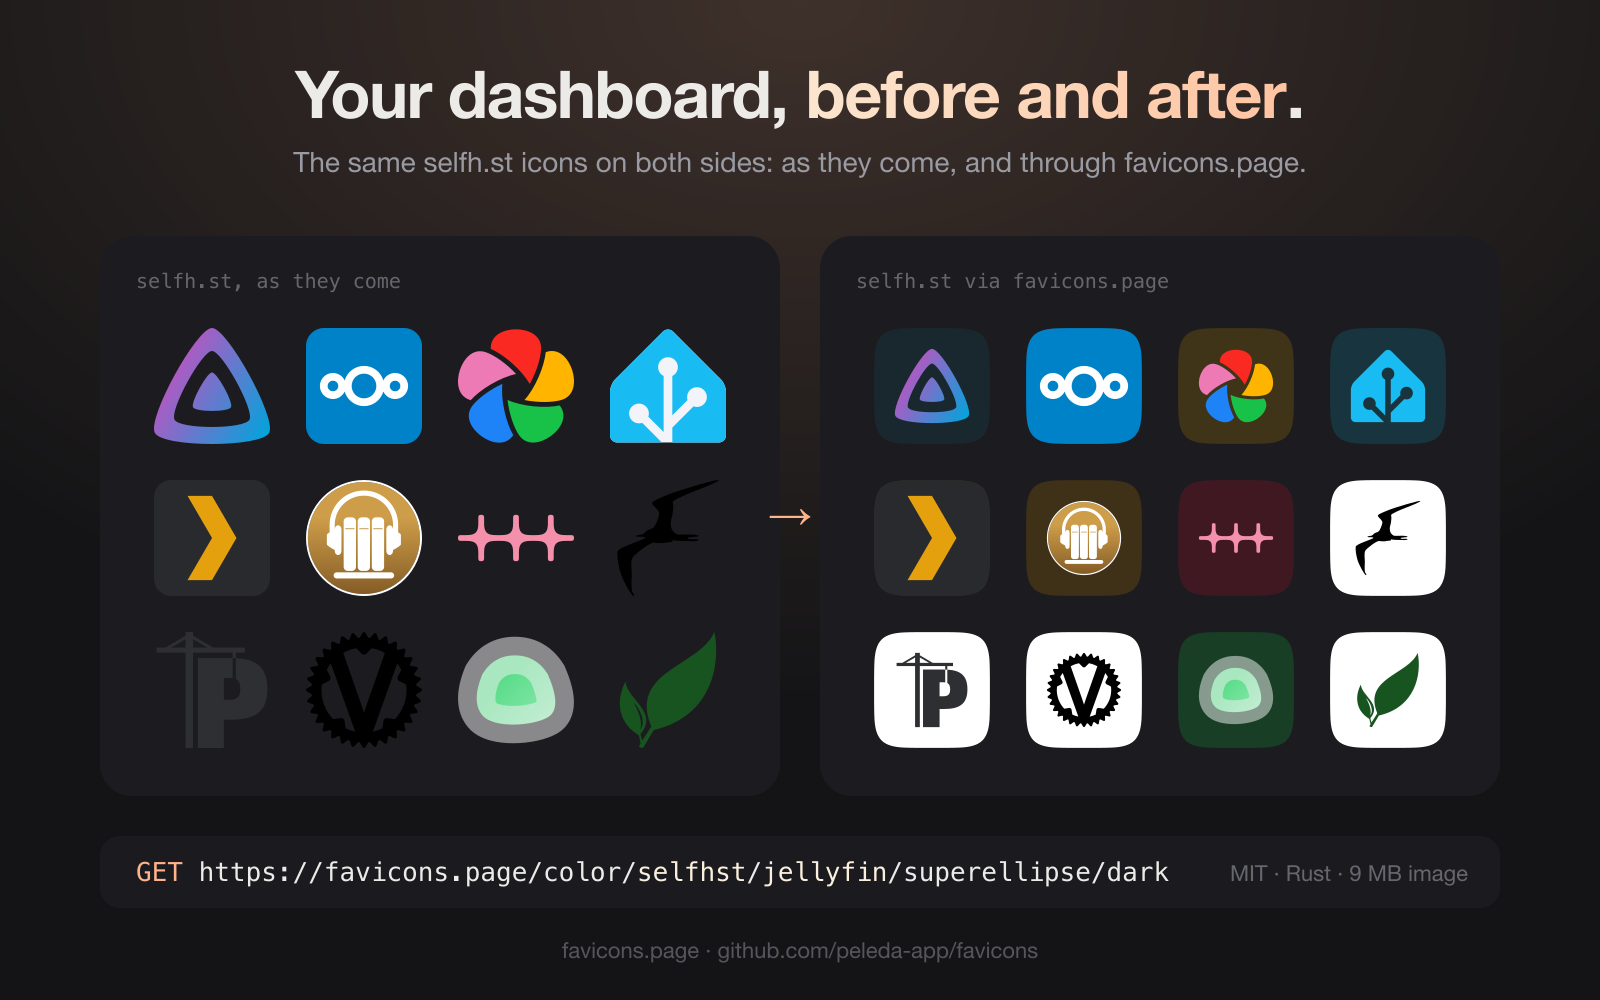 Your dashboard, before and after.
The same selfh.st icons on both sides: as they come, and through favicons.page.
selfh.st, as they come
selfh.st via favicons.page
→
P
V
P
V
GET https://favicons.page/color/selfhst/jellyfin/superellipse/dark
MIT · Rust · 9 MB image
favicons.page · github.com/peleda-app/favicons